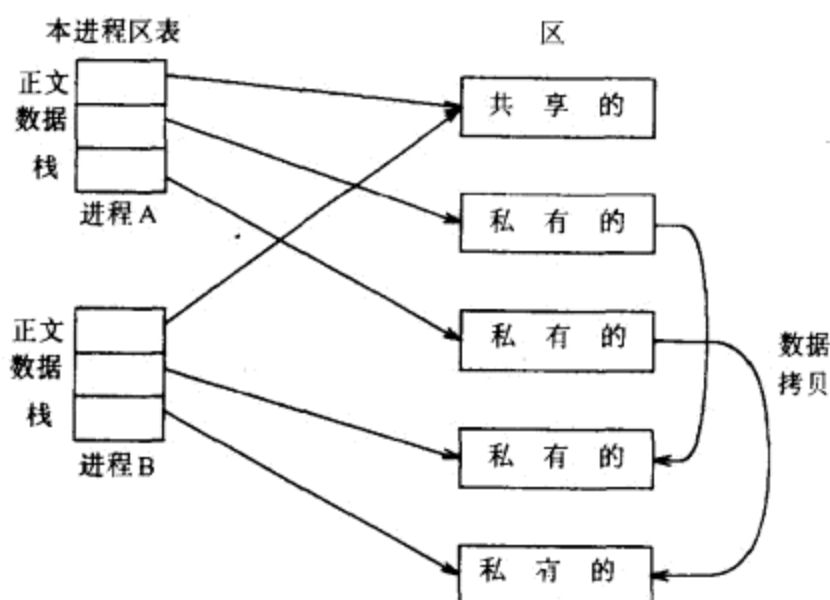 本进程区表
区
正文
数据
栈
进程A
正文
数据
栈
进程B
共享的
私有的
私有的
私有的
私有的
数据
拷贝